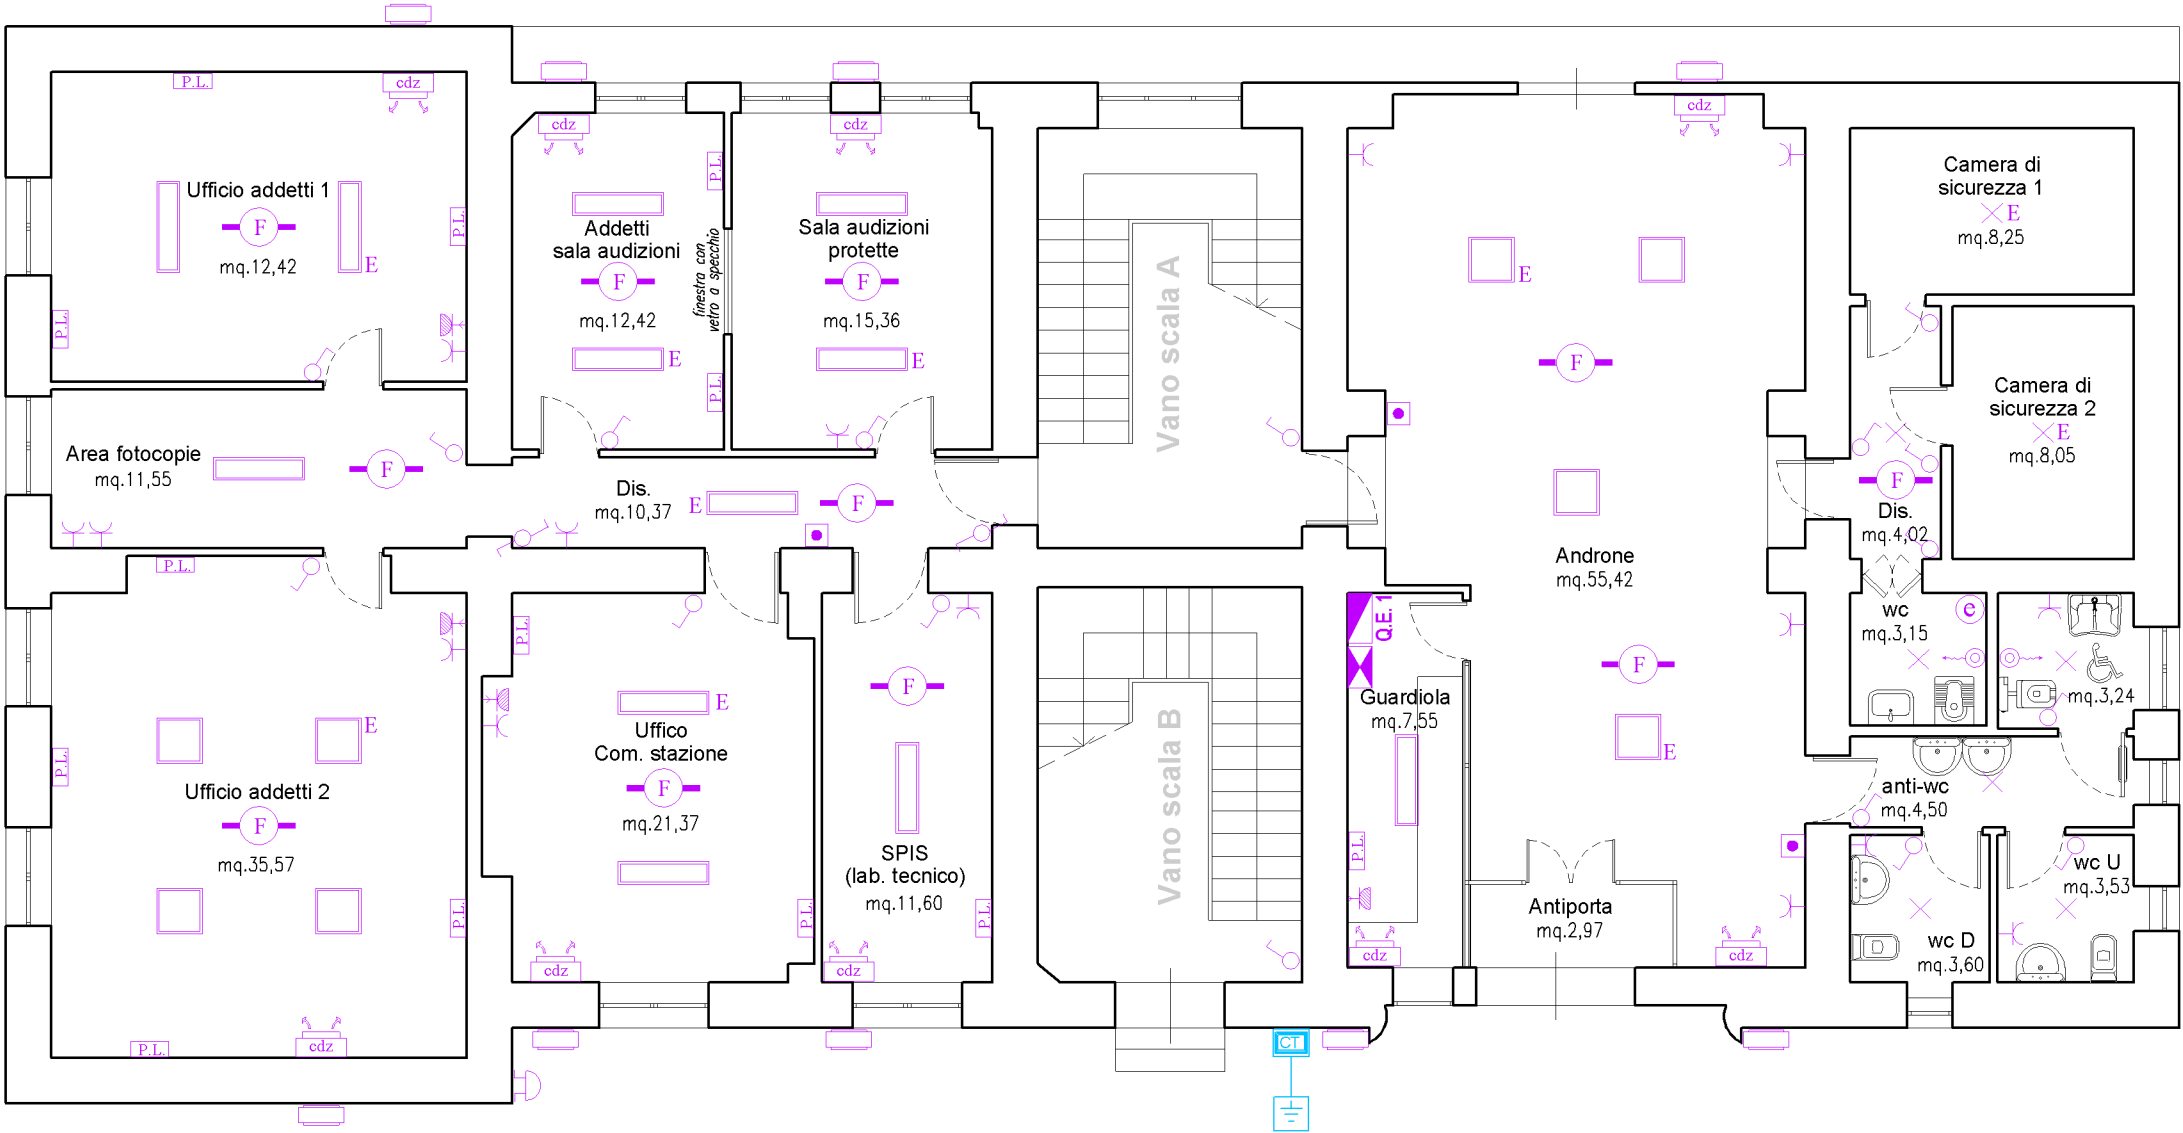 P.L.
cdz
cdz
cdz
cdz
Ufficio addetti 1
F
mq.12,42
E
P.L.
P.L.
Addetti
sala audizioni
F
mq.12,42
E
P.L.
P.L.
finestra con
vetro a specchio
Sala audizioni
protette
F
mq.15,36
E
Vano scala A
E
F
Camera di
sicurezza 1
E
mq.8,25
Camera di
sicurezza 2
E
mq.8,05
Area fotocopie
mq.11,55
F
Dis.
mq.10,37
E
F
F
Dis.
mq.4,02
Androne
mq.55,42
P.L.
P.L.
Q.E. 1
wc
mq.3,15
e
mq.3,24
F
F
E
Guardiola
mq.7,55
E
E
Uffico
Com. stazione
F
mq.21,37
P.L.
Ufficio addetti 2
F
mq.35,57
Vano scala B
anti-wc
mq.4,50
SPIS
(lab. tecnico)
mq.11,60
P.L.
wc U
mq.3,53
P.L.
P.L.
P.L.
Antiporta
mq.2,97
wc D
mq.3,60
cdz
cdz
cdz
cdz
P.L.
cdz
CT